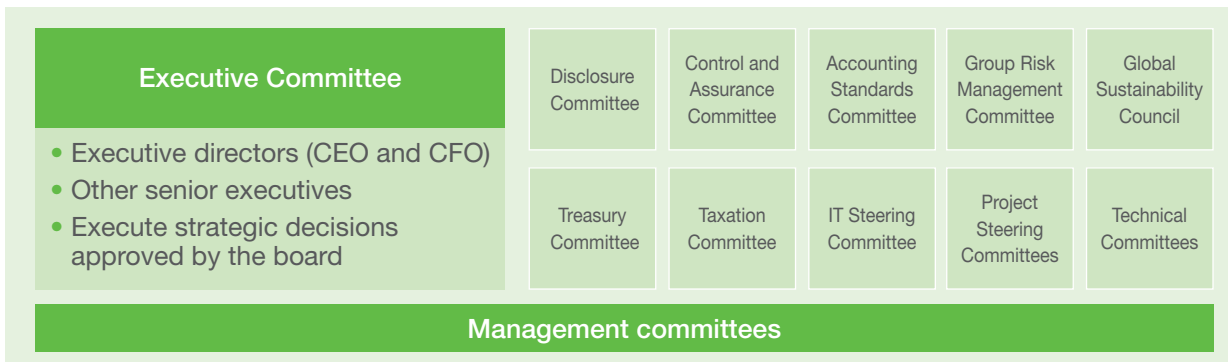 Executive Committee
• Executive directors (CEO and CFO)
• Other senior executives
• Execute strategic decisions
approved by the board
Disclosure
Committee
Control and
Assurance
Committee
Accounting
Standards
Committee
Group Risk
Management
Committee
Global
Sustainability
Council
Treasury
Committee
Taxation
Committee
IT Steering
Committee
Project
Steering
Committees
Technical
Committees
Management committees